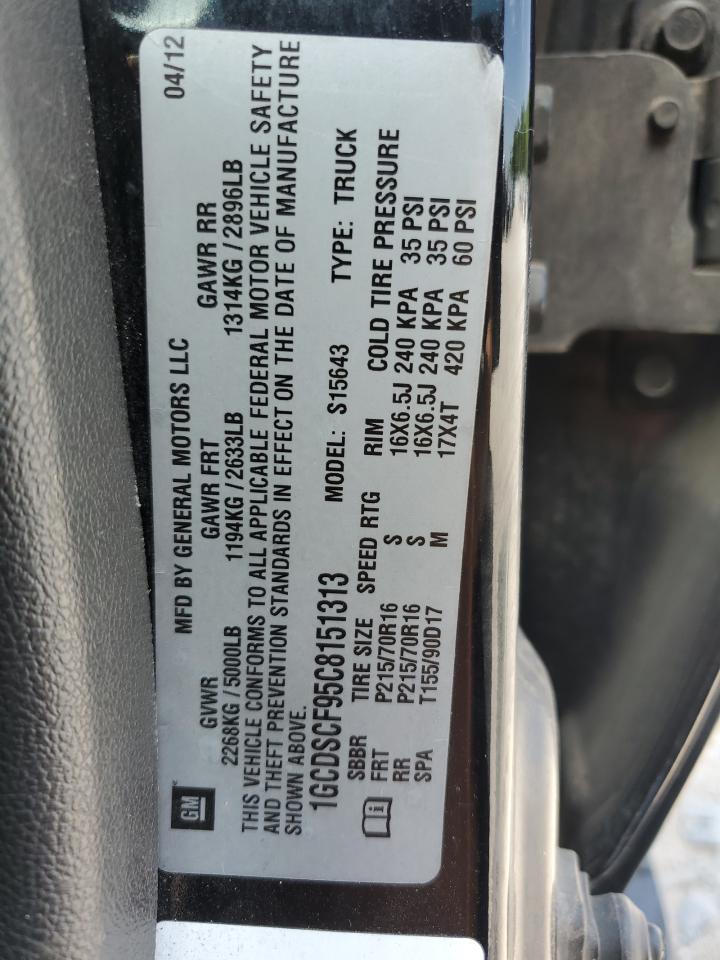 GM
MFD BY GENERAL MOTORS LLC 04/12
GVWR GAWR FRT GAWR RR
2268KG / 5000LB 1194KG / 2633LB 1314KG / 2896LB
THIS VEHICLE CONFORMS TO ALL APPLICABLE FEDERAL MOTOR VEHICLE SAFETY
AND THEFT PREVENTION STANDARDS IN EFFECT ON THE DATE OF MANUFACTURE
SHOWN ABOVE.
1GCDSCF95C8151313 MODEL: S15643 TYPE: TRUCK
SBBR TIRE SIZE SPEED RTG RIM COLD TIRE PRESSURE
FRT P215/70R16 S 16X6.5J 240 KPA 35 PSI
RR P215/70R16 S 16X6.5J 240 KPA 35 PSI
SPA T155/90D17 M 17X4T 420 KPA 60 PSI